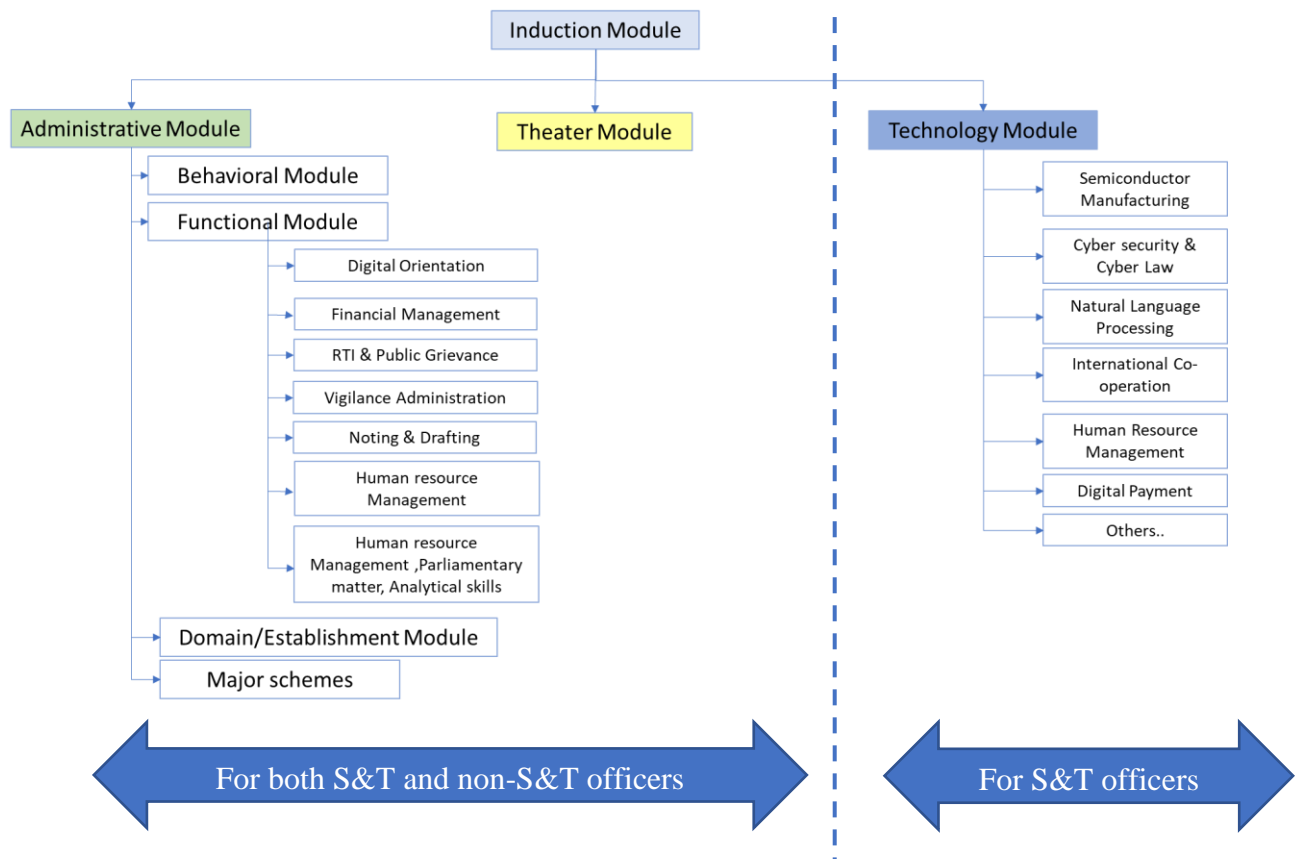 Induction Module
Administrative Module
Theater Module
Technology Module
Behavioral Module
Functional Module
Digital Orientation
Financial Management
RTI & Public Grievance
Vigilance Administration
Noting & Drafting
Human resource
Management
Human resource
Management ,Parliamentary
matter, Analytical skills
Domain/Establishment Module
Major schemes
Semiconductor
Manufacturing
Cyber security &
Cyber Law
Natural Language
Processing
International Co-
operation
Human Resource
Management
Digital Payment
Others..
For both S&T and non-S&T officers
For S&T officers